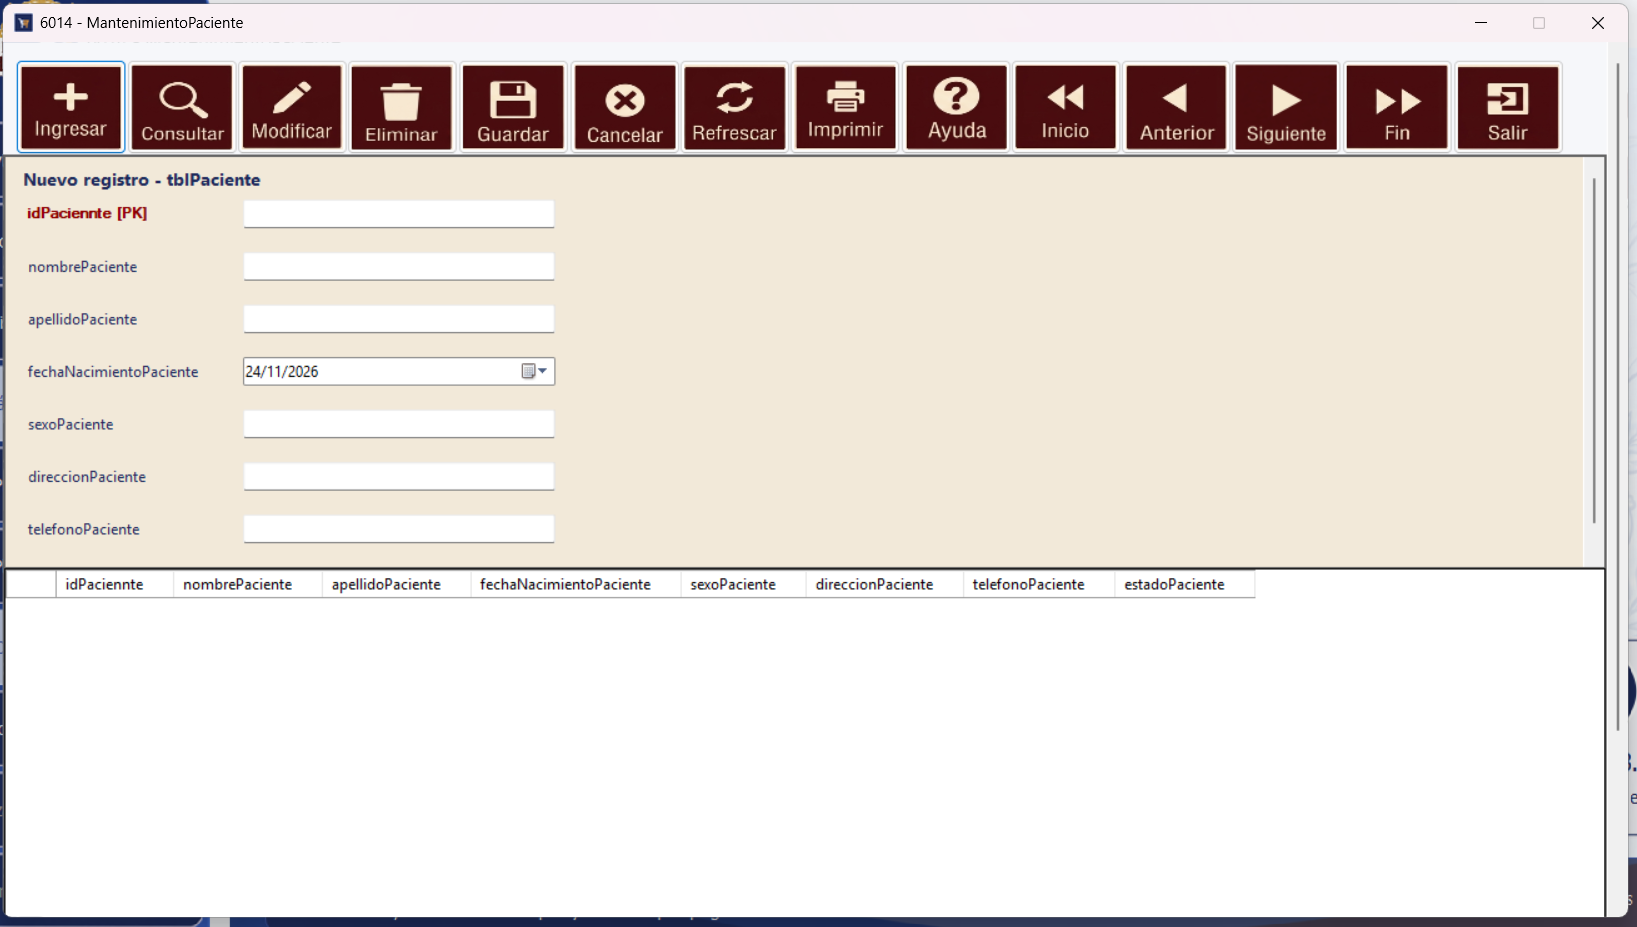 6014 - MantenimientoPaciente
Ingresar Consultar Modificar Eliminar Guardar Cancelar Refrescar Imprimir Ayuda Inicio Anterior Siguiente Fin Salir
Nuevo registro - tblPaciente
idPaciennte [PK]
nombrePaciente
apellidoPaciente
fechaNacimientoPaciente 24/11/2026
sexoPaciente
direccionPaciente
telefonoPaciente
idPaciennte nombrePaciente apellidoPaciente fechaNacimientoPaciente sexoPaciente direccionPaciente telefonoPaciente estadoPaciente